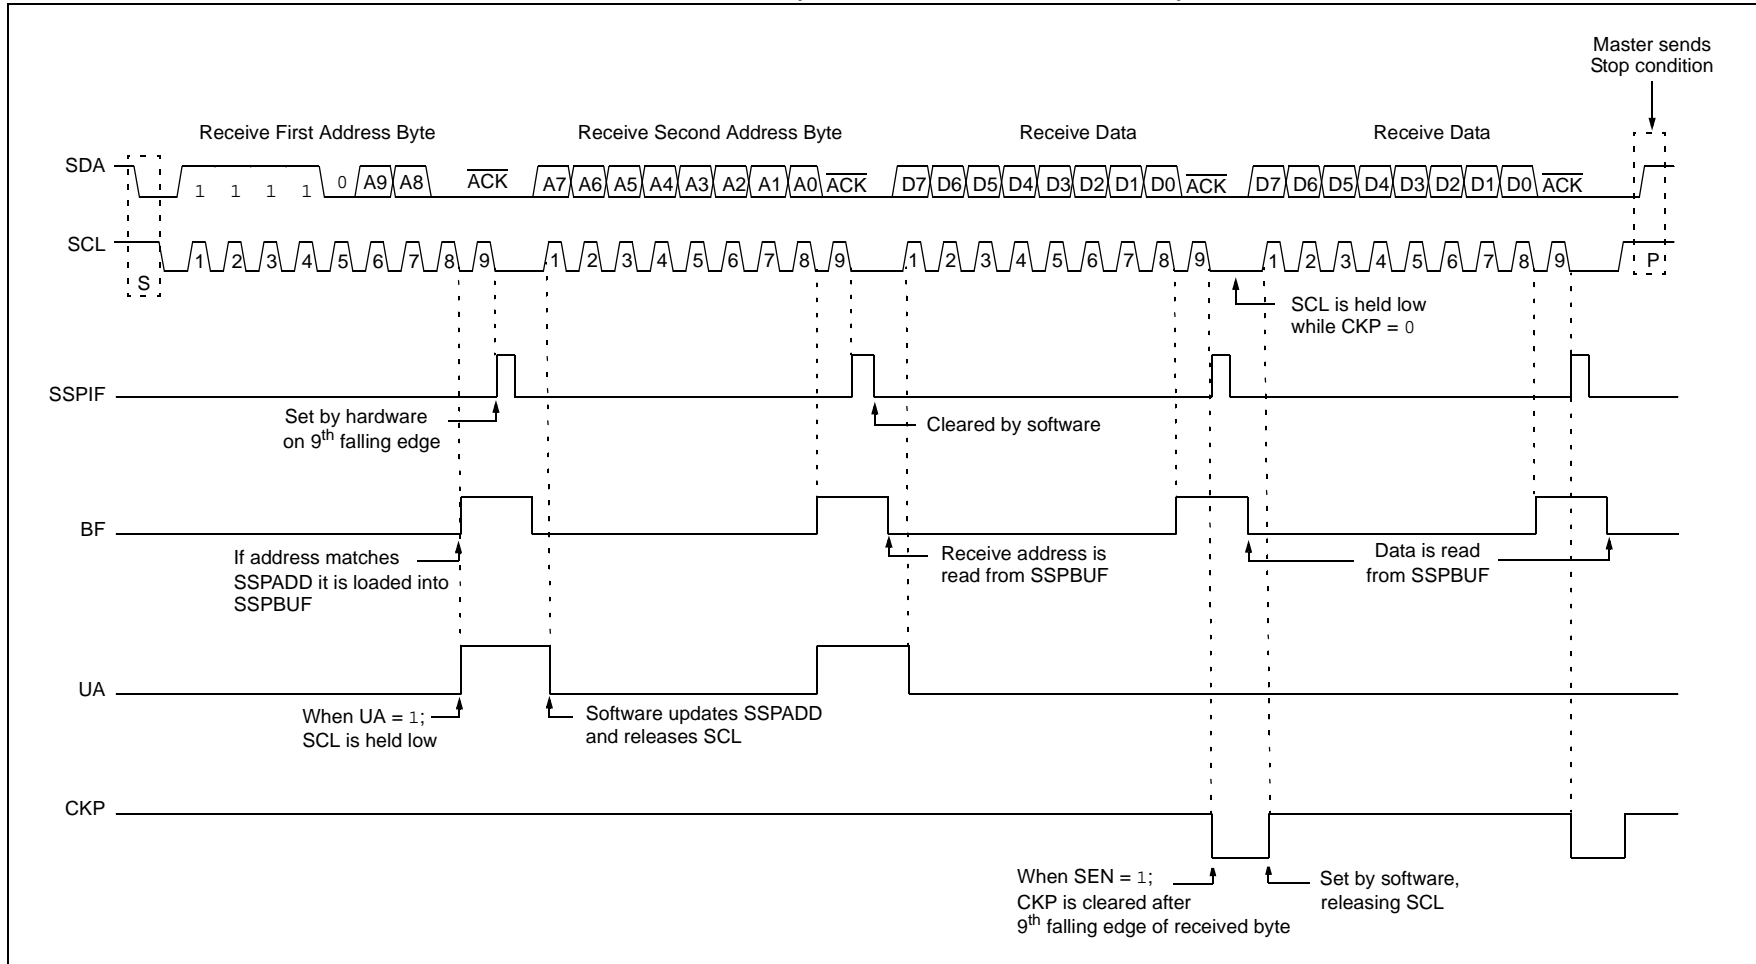 Master sends
Stop condition
Receive First Address Byte
Receive Second Address Byte
Receive Data
Receive Data
SDA
1 1 1 1 0 A9 A8 ACK A7 A6 A5 A4 A3 A2 A1 A0 ACK D7 D6 D5 D4 D3 D2 D1 D0 ACK D7 D6 D5 D4 D3 D2 D1 D0 ACK
SCL
S 1 2 3 4 5 6 7 8 9 1 2 3 4 5 6 7 8 9 1 2 3 4 5 6 7 8 9 1 2 3 4 5 6 7 8 9 P
SCL is held low
while CKP = 0
SSPIF
Set by hardware
on 9th falling edge
Cleared by software
BF
If address matches
SSPADD it is loaded into
SSPBUF
Receive address is
read from SSPBUF
Data is read
from SSPBUF
UA
When UA = 1;
SCL is held low
Software updates SSPADD
and releases SCL
CKP
When SEN = 1;
CKP is cleared after
9th falling edge of received byte
Set by software,
releasing SCL